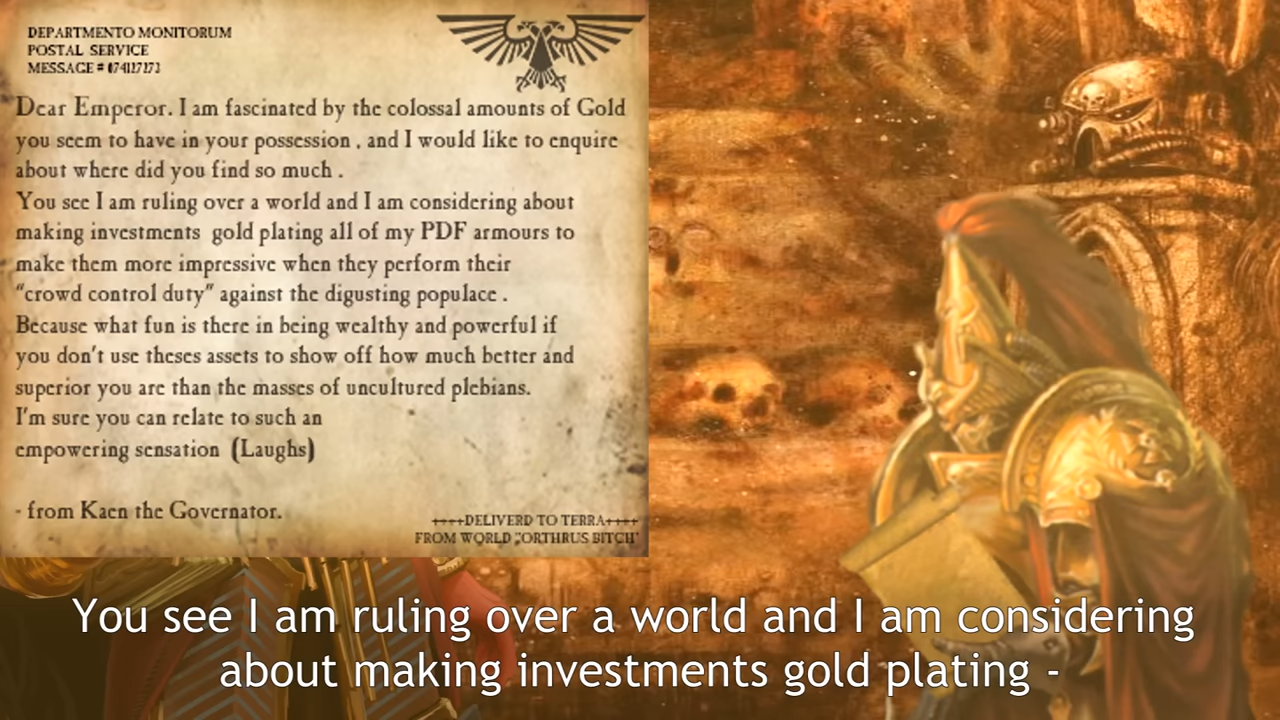 DEPARTMENTO MONITORUM
POSTAL SERVICE
MESSAGE # 074127273
Dear Emperor. I am fascinated by the colossal amounts of Gold
you seem to have in your possession , and I would like to enquire
about where did you find so much .
You see I am ruling over a world and I am considering about
making investments gold plating all of my PDF armours to
make them more impressive when they perform their
"crowd control duty" against the digusting populace .
Because what fun is there in being wealthy and powerful if
you don't use theses assets to show off how much better and
superior you are than the masses of uncultured plebians.
I'm sure you can relate to such an
empowering sensation (Laughs)
- from Kaen the Governator.
++++DELIVERD TO TERRA++++
FROM WORLD "ORTHRUS BITCH"
You see I am ruling over a world and I am considering
about making investments gold plating -